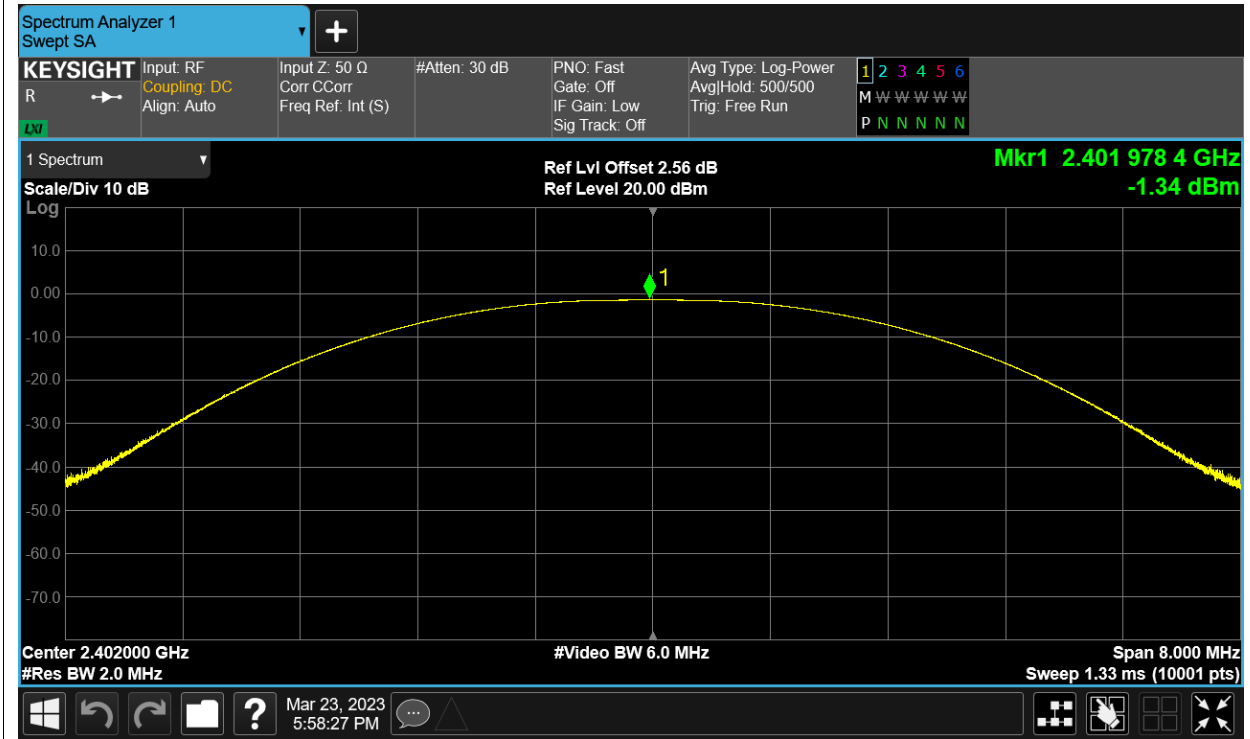 Spectrum Analyzer 1
Swept SA
KEYSIGHT
R
LXI
Input: RF
Coupling: DC
Align: Auto
Input Z: 50 Ω
Corr CCorr
Freq Ref: Int (S)
#Atten: 30 dB
PNO: Fast
Gate: Off
IF Gain: Low
Sig Track: Off
Avg Type: Log-Power
Avg|Hold: 500/500
Trig: Free Run
1 2 3 4 5 6
M W W W W W
P N N N N N
1 Spectrum
Scale/Div 10 dB
Ref Lvl Offset 2.56 dB
Ref Level 20.00 dBm
Mkr1 2.401 978 4 GHz
-1.34 dBm
Log
10.0
0.00
-10.0
-20.0
-30.0
-40.0
-50.0
-60.0
-70.0
1
Center 2.402000 GHz
#Res BW 2.0 MHz
#Video BW 6.0 MHz
Span 8.000 MHz
Sweep 1.33 ms (10001 pts)
?
Mar 23, 2023
5:58:27 PM